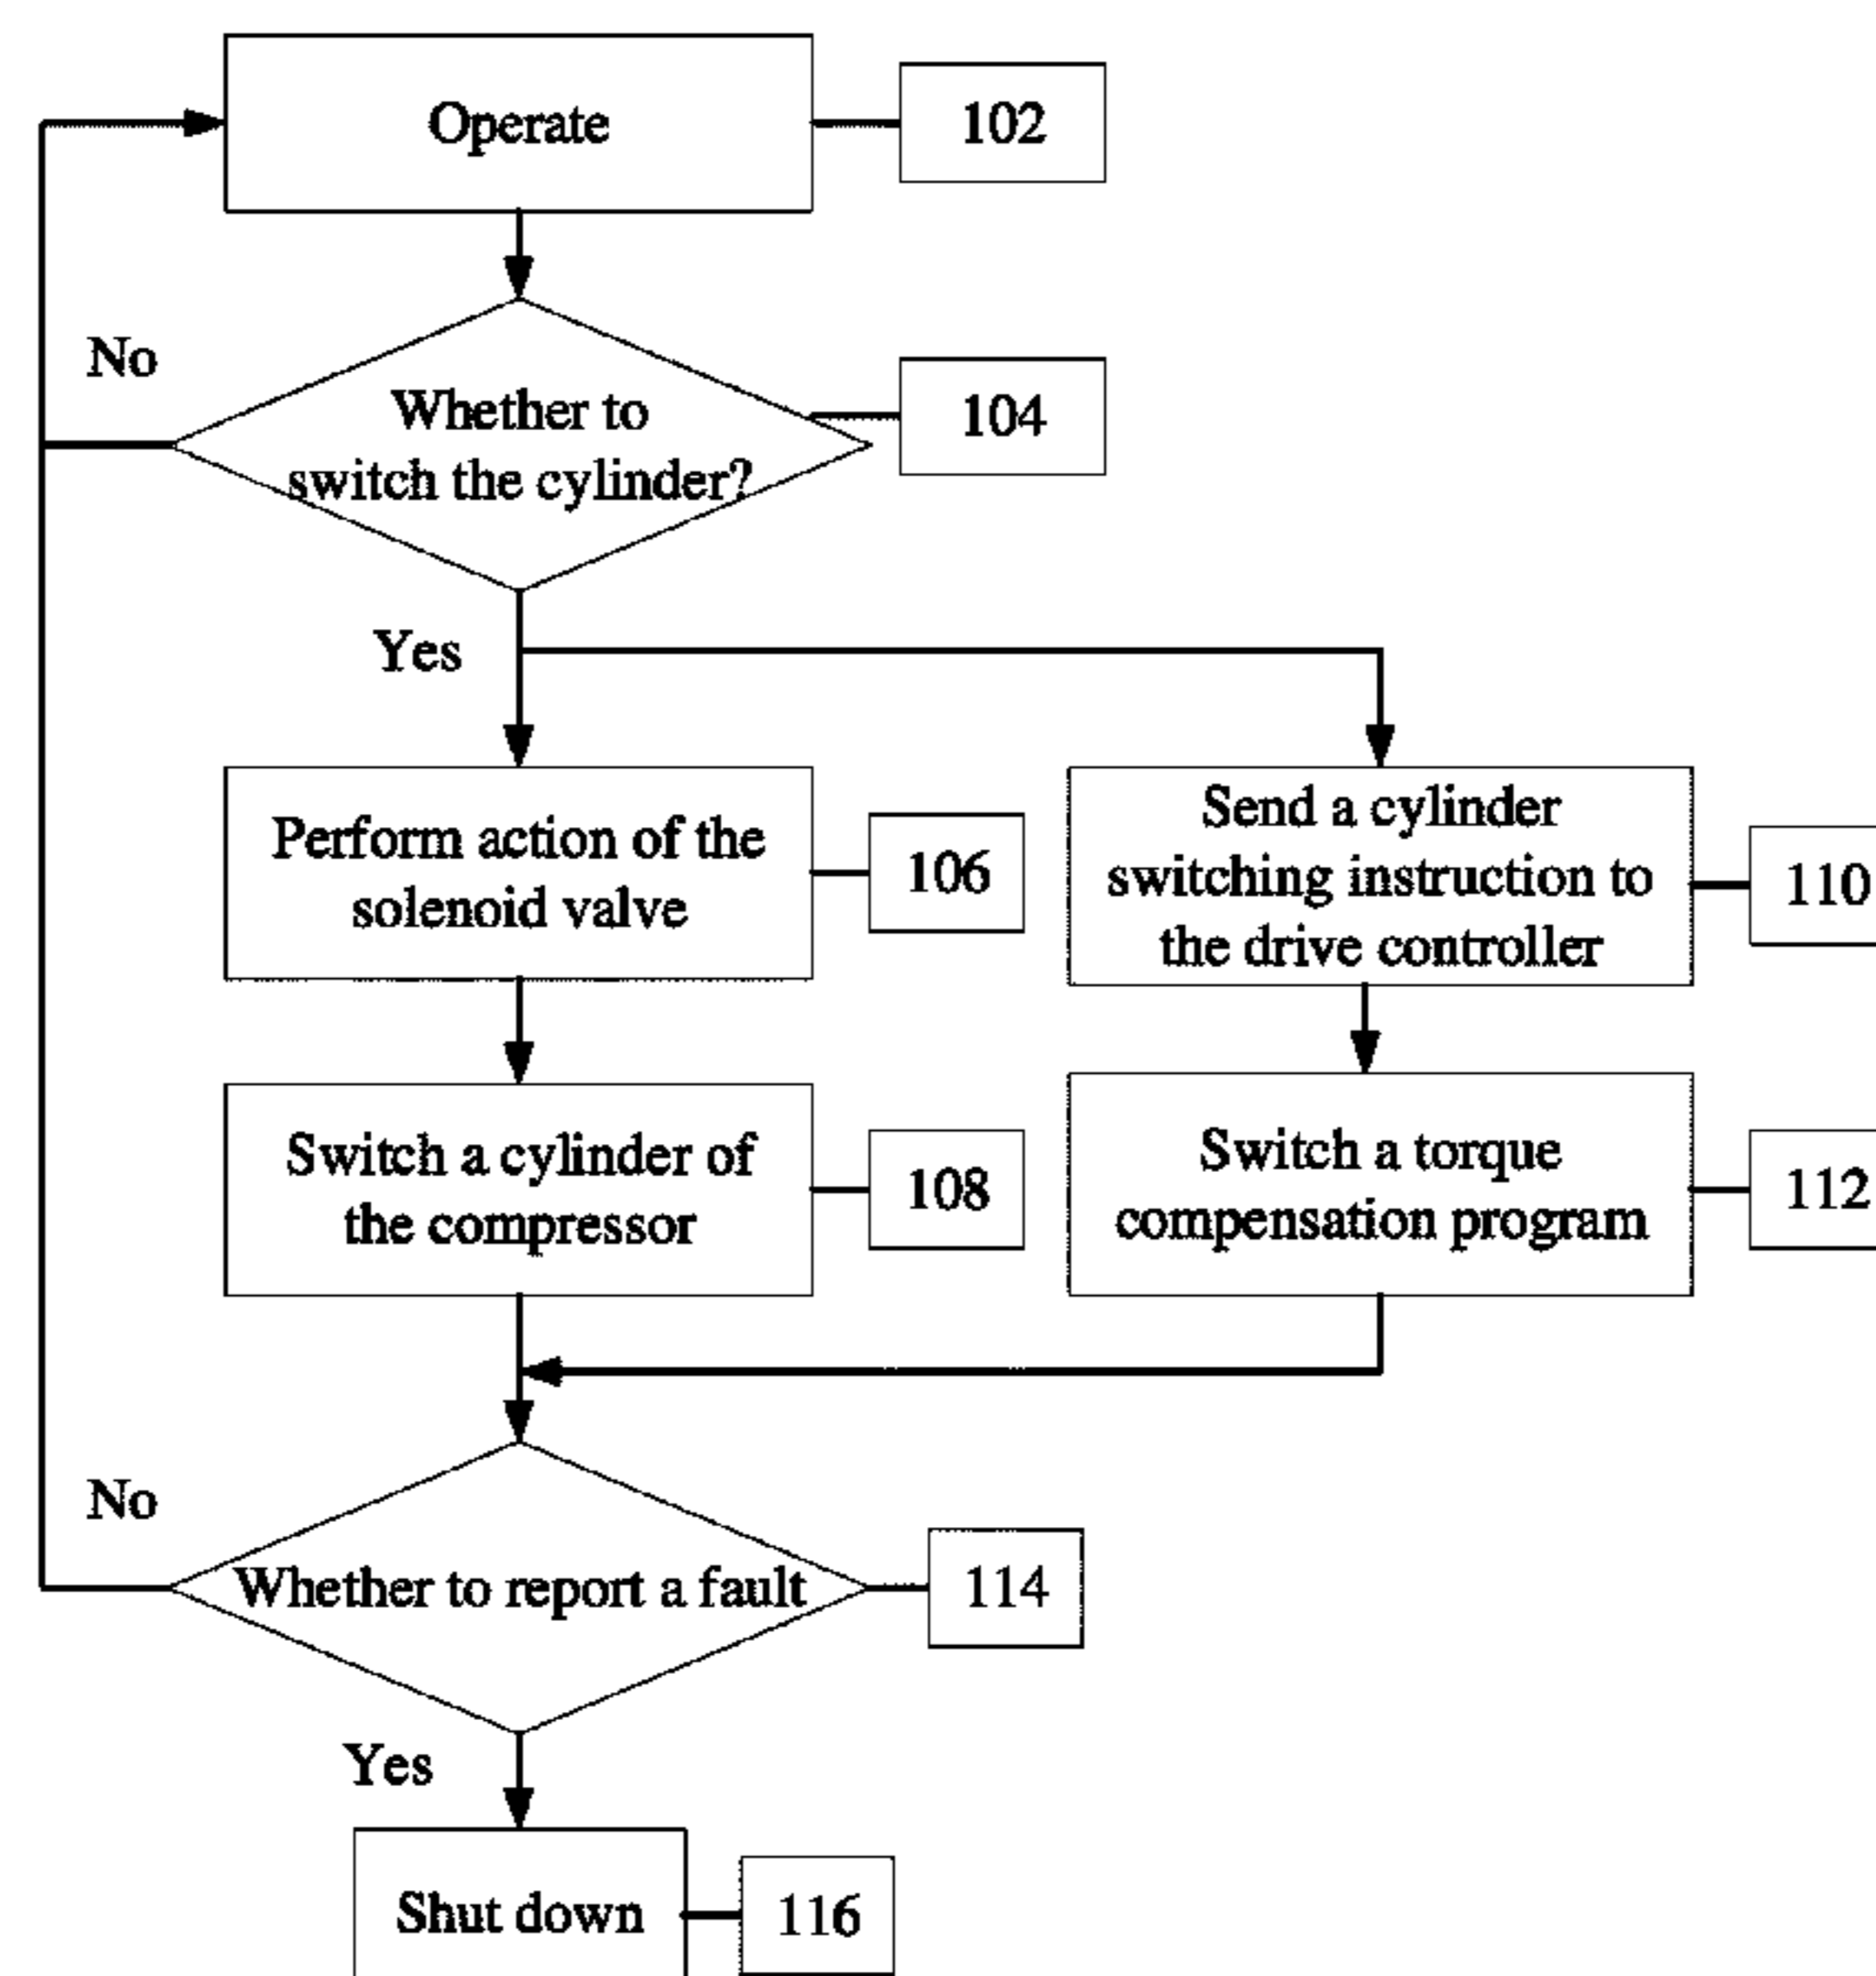 Operate
102
No
Whether to
switch the cylinder?
104
Yes
Perform action of the
solenoid valve
106
Send a cylinder
switching instruction to
the drive controller
110
Switch a cylinder of
the compressor
108
Switch a torque
compensation program
112
No
Whether to report a fault
114
Yes
Shut down
116